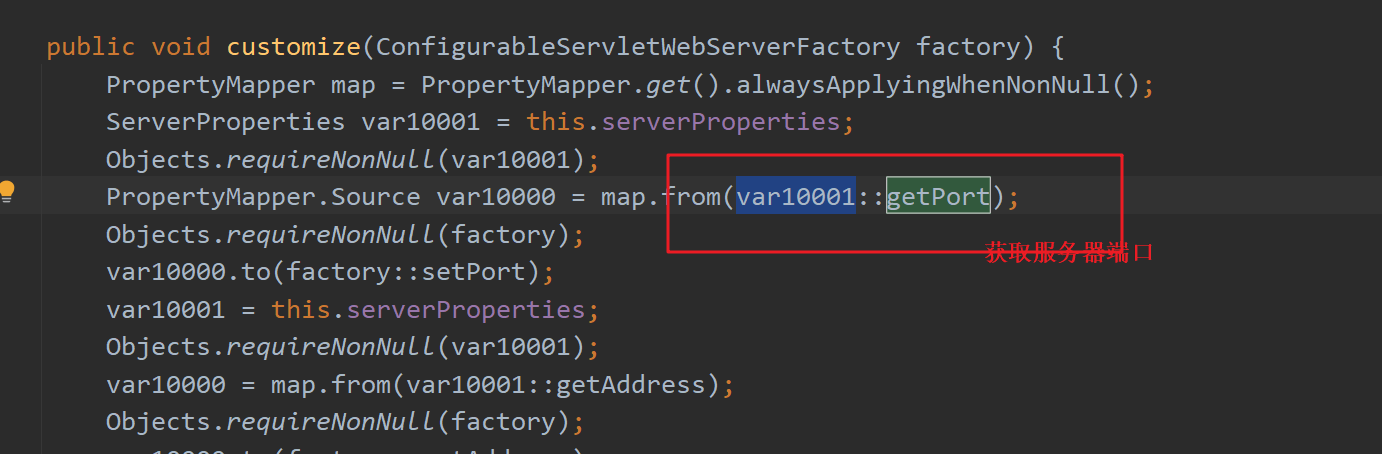 public void customize(ConfigurableServletWebServerFactory factory) {
PropertyMapper map = PropertyMapper.get().alwaysApplyingWhenNonNull();
ServerProperties var10001 = this.serverProperties;
Objects.requireNonNull(var10001);
PropertyMapper.Source var10000 = map.from(var10001::getPort);
获取服务器端口
Objects.requireNonNull(factory);
var10000.to(factory::setPort);
var10001 = this.serverProperties;
Objects.requireNonNull(var10001);
var10000 = map.from(var10001::getAddress);
Objects.requireNonNull(factory);